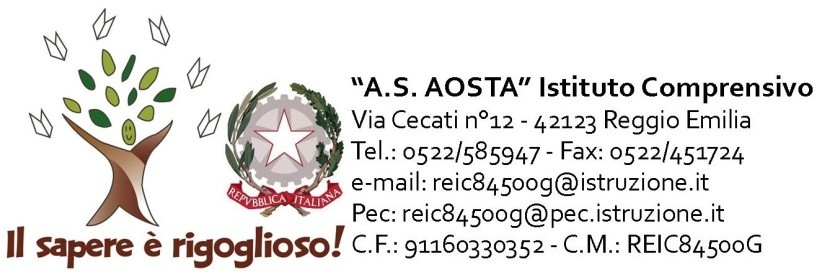 "A.S. AOSTA" Istituto Comprensivo
Via Cecati n°12 - 42123 Reggio Emilia
Tel.: 0522/585947 - Fax: 0522/451724
e-mail: reic84500g@istruzione.it
Pec: reic84500g@pec.istruzione.it
C.F.: 91160330352 - C.M.: REIC84500G
REPVBBLICA ITALIANA
Il sapere è rigoglioso!